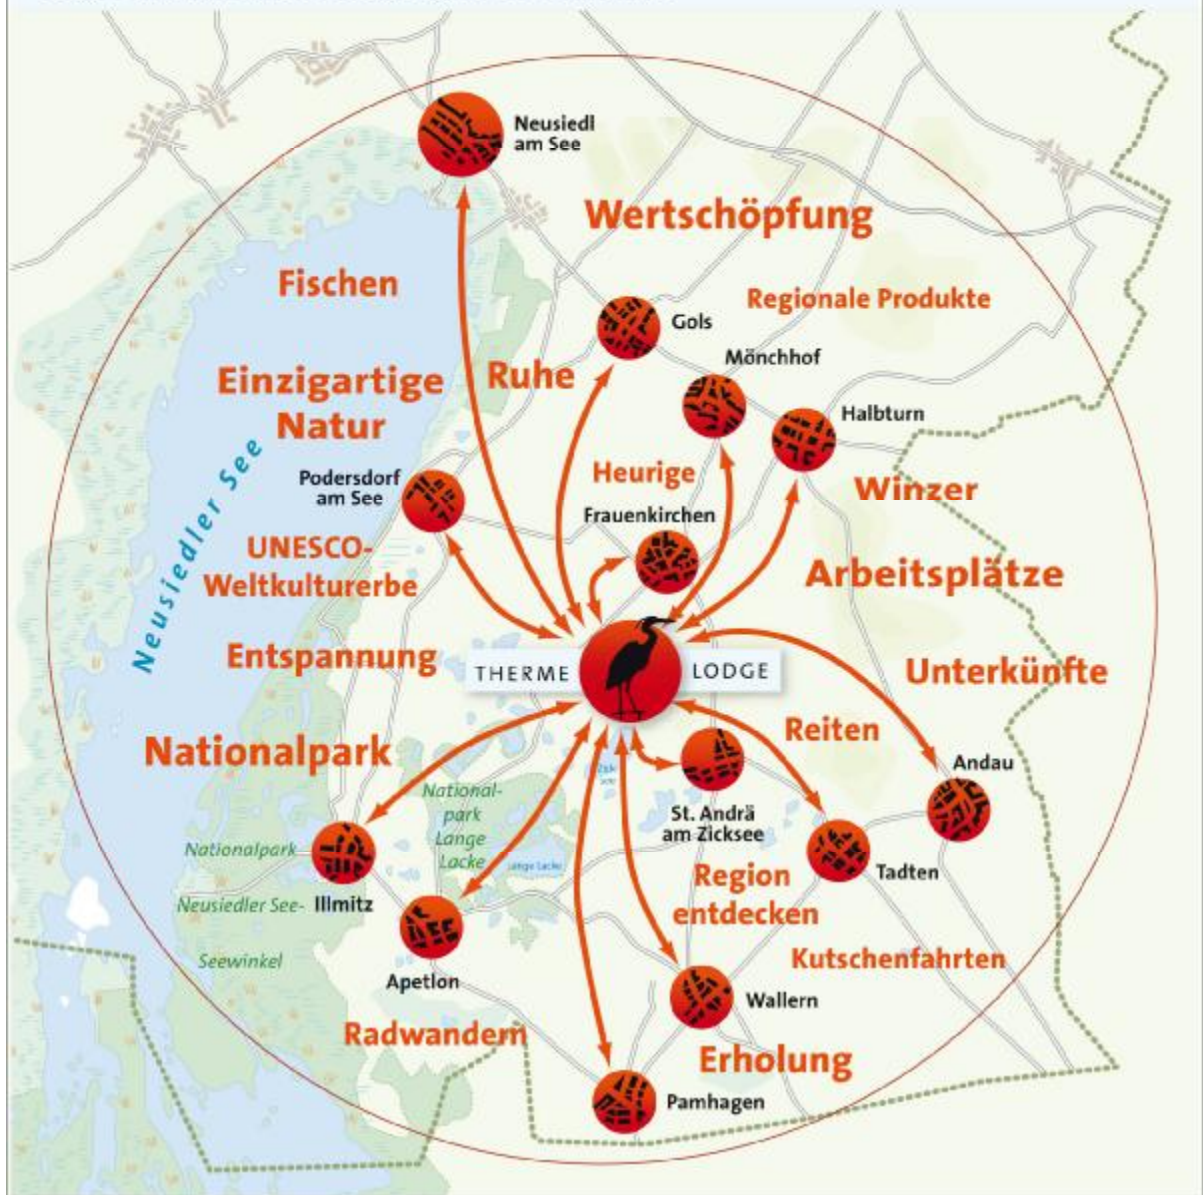 Neusiedl
am See
Wertschöpfung
Fischen
Regionale Produkte
Gols
Mönchhof
Ruhe
Einzigartige
Natur
Halbturn
Neusiedler See
Heurige
Podersdorf
am See
Winzer
Frauenkirchen
UNESCO-
Weltkulturerbe
Arbeitsplätze
Entspannung
THERME
LODGE
Unterkünfte
Reiten
Nationalpark
Andau
National-
park
Lange
Lacke
St. Andrä
am Zicksee
Nationalpark
Lange Lacke
Tadten
Region
entdecken
Neusiedler See-
Illmitz
Seewinkel
Kutschenfahrten
Apetlon
Wallern
Radwandern
Erholung
Pamhagen